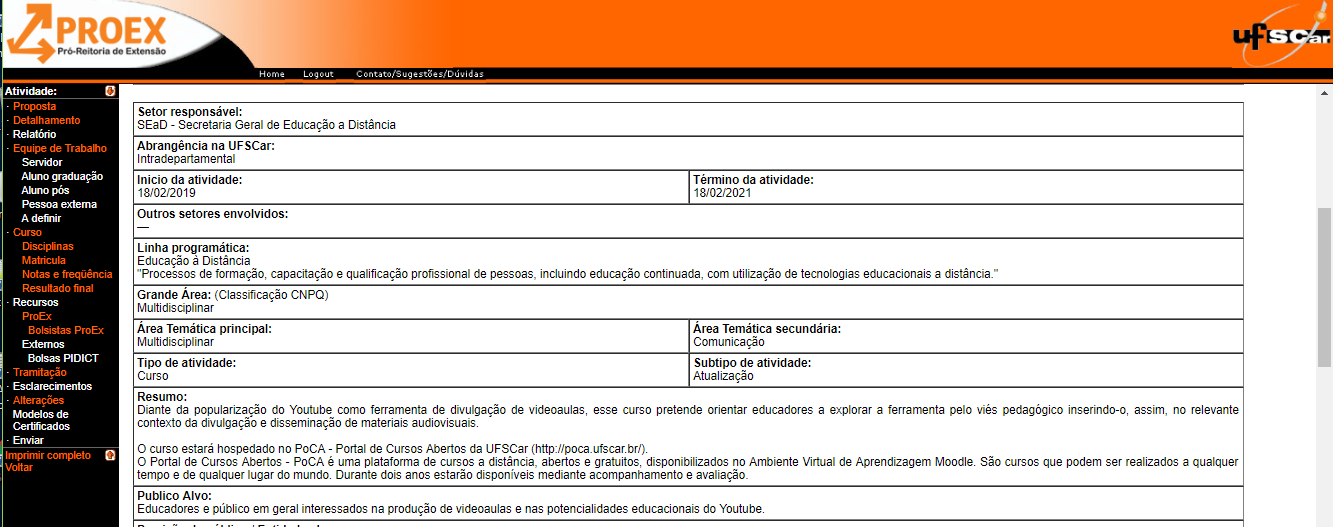 PROEX
Pró-Reitoria de Extensão
ufscar
Home Logout Contato/Sugestões/Dúvidas
Atividade:
· Proposta
· Detalhamento
· Relatório
· Equipe de Trabalho
Servidor
Aluno graduação
Aluno pós
Pessoa externa
A definir
· Curso
Disciplinas
Matricula
Notas e freqüência
Resultado final
· Recursos
ProEx
Bolsistas ProEx
Externos
Bolsas PIDICT
· Tramitação
· Esclarecimentos
· Alterações
Modelos de
Certificados
· Enviar
Imprimir completo
Voltar
Setor responsável:
SEaD - Secretaria Geral de Educação a Distância
Abrangência na UFSCar:
Intradepartamental
Inicio da atividade:
18/02/2019
Término da atividade:
18/02/2021
Outros setores envolvidos:
—
Linha programática:
Educação à Distância
"Processos de formação, capacitação e qualificação profissional de pessoas, incluindo educação continuada, com utilização de tecnologias educacionais a distância."
Grande Área: (Classificação CNPQ)
Multidisciplinar
Área Temática principal:
Multidisciplinar
Área Temática secundária:
Comunicação
Tipo de atividade:
Curso
Subtipo de atividade:
Atualização
Resumo:
Diante da popularização do Youtube como ferramenta de divulgação de videoaulas, esse curso pretende orientar educadores a explorar a ferramenta pelo viés pedagógico inserindo-o, assim, no relevante
contexto da divulgação e disseminação de materiais audiovisuais.
O curso estará hospedado no PoCA - Portal de Cursos Abertos da UFSCar (http://poca.ufscar.br/).
O Portal de Cursos Abertos - PoCA é uma plataforma de cursos a distância, abertos e gratuitos, disponibilizados no Ambiente Virtual de Aprendizagem Moodle. São cursos que podem ser realizados a qualquer
tempo e de qualquer lugar do mundo. Durante dois anos estarão disponíveis mediante acompanhamento e avaliação.
Publico Alvo:
Educadores e público em geral interessados na produção de videoaulas e nas potencialidades educacionais do Youtube.